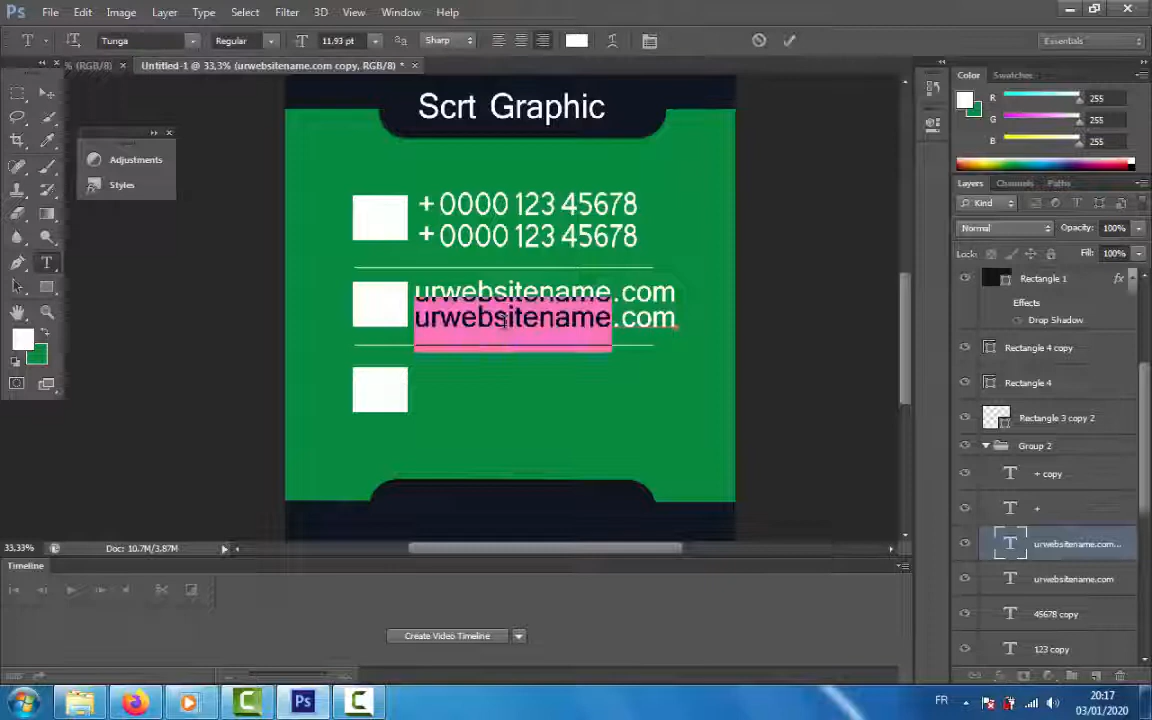 Ps File Edit Image Layer Type Select Filter 3D View Window Help
T Tunga Regular 11.93 pt Sharp Essentials
% (RGB/8) × Untitled-1 @ 33,3% (urwebsitename.com copy, RGB/8) * ×
Color Swatches
R 255
G 255
B 255
Adjustments
Styles
Scrt Graphic
+ 0000 123 45678
+ 0000 123 45678
urwebsitename.com
urwebsitename.com
Layers Channels Paths
Kind
Normal Opacity: 100%
Lock: Fill: 100%
Rectangle 1 fx
Effects
Drop Shadow
Rectangle 4 copy
Rectangle 4
Rectangle 3 copy 2
Group 2
T + copy
T +
T urwebsitename.com...
T urwebsitename.com
T 45678 copy
T 123 copy
33,33% Doc: 10.7M/3.87M
Timeline
Create Video Timeline
Ps
FR
20:17
03/01/2020